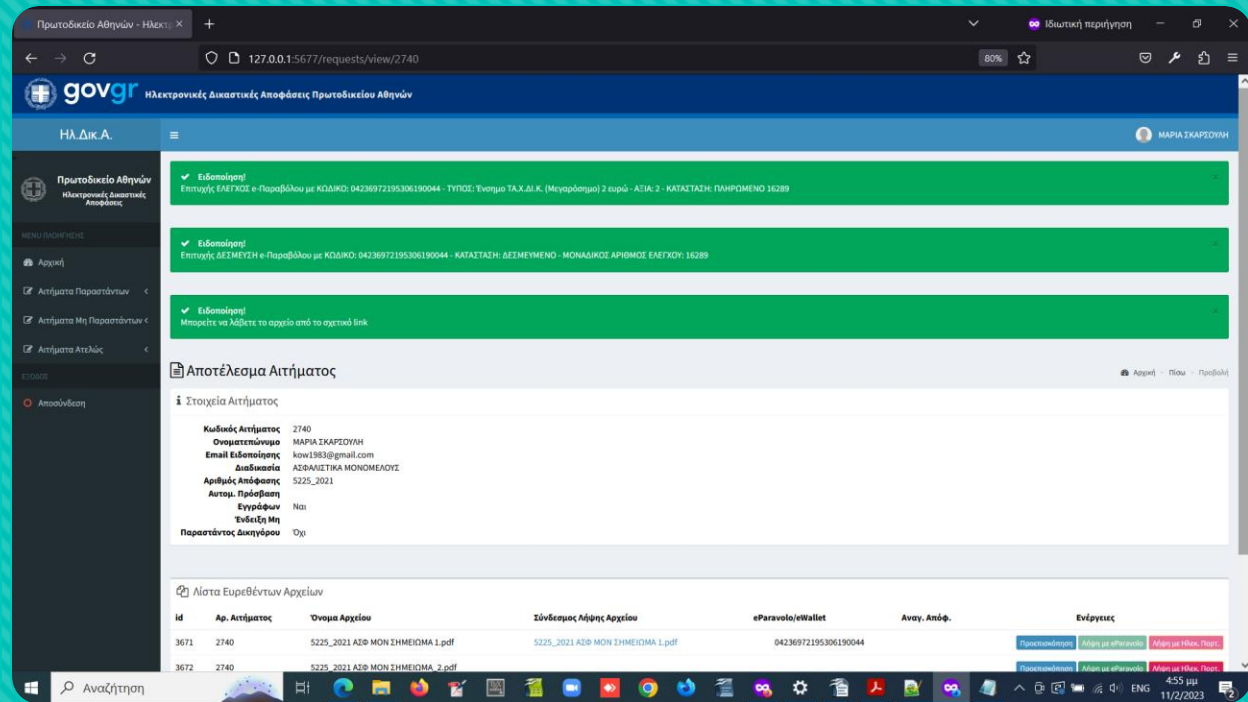 Πρωτοδικείο Αθηνών - Ηλεκτρ × +
Ιδιωτική περιήγηση
127.0.0.1:5677/requests/view/2740
80%
govgr Ηλεκτρονικές Δικαστικές Αποφάσεις Πρωτοδικείου Αθηνών
Ηλ.Δικ.Α.
ΜΑΡΙΑ ΣΚΑΡΣΟΥΛΗ
Πρωτοδικείο Αθηνών
Ηλεκτρονικές Δικαστικές
Αποφάσεις
ΜΕΝU ΠΛΟΗΓΗΣΗΣ
Αρχική
Αιτήματα Παραστάντων
Αιτήματα Μη Παραστάντων
Αιτήματα Ατελώς
ΕΞΟΔΟΣ
Αποσύνδεση
Ειδοποίηση!
Επιτυχής ΕΛΕΓΧΟΣ e-Παραβόλου με ΚΩΔΙΚΟ: 04236972195306190044 - ΤΥΠΟΣ: Ένσημο ΤΑ.Χ.ΔΙ.Κ. (Μεγαρόσημο) 2 ευρώ - ΑΞΙΑ: 2 - ΚΑΤΑΣΤΑΣΗ: ΠΛΗΡΩΜΕΝΟ 16289
Ειδοποίηση!
Επιτυχής ΔΕΣΜΕΥΣΗ e-Παραβόλου με ΚΩΔΙΚΟ: 04236972195306190044 - ΚΑΤΑΣΤΑΣΗ: ΔΕΣΜΕΥΜΕΝΟ - ΜΟΝΑΔΙΚΟΣ ΑΡΙΘΜΟΣ ΕΛΕΓΧΟΥ: 16289
Ειδοποίηση!
Μπορείτε να λάβετε το αρχείο από το σχετικό link
Αποτέλεσμα Αιτήματος
Αρχική > Πίσω > Προβολή
Στοιχεία Αιτήματος
Κωδικός Αιτήματος 2740
Ονοματεπώνυμο ΜΑΡΙΑ ΣΚΑΡΣΟΥΛΗ
Email Ειδοποίησης kow1983@gmail.com
Διαδικασία ΑΣΦΑΛΙΣΤΙΚΑ ΜΟΝΟΜΕΛΟΥΣ
Αριθμός Απόφασης 5225_2021
Αυτομ. Πρόσβαση
Εγγράφων Ναι
Ένδειξη Μη
Παραστάντος Δικηγόρου Όχι
Λίστα Ευρεθέντων Αρχείων
id Αρ. Αιτήματος Όνομα Αρχείου Σύνδεσμος Λήψης Αρχείου eParavolo/eWallet Αναγ. Απόφ. Ενέργειες
3671 2740 5225_2021 ΑΣΦ ΜΟΝ ΣΗΜΕΙΩΜΑ 1.pdf 5225_2021 ΑΣΦ ΜΟΝ ΣΗΜΕΙΩΜΑ 1.pdf 04236972195306190044 Προεπισκόπηση Λήψη με eParavolo Λήψη με Ηλεκ. Πορτ.
3672 2740 5225_2021 ΑΣΦ ΜΟΝ ΣΗΜΕΙΩΜΑ_2.pdf Προεπισκόπηση Λήψη με eParavolo Λήψη με Ηλεκ. Πορτ.
Αναζήτηση
ENG
4:55 μμ
11/2/2023
2